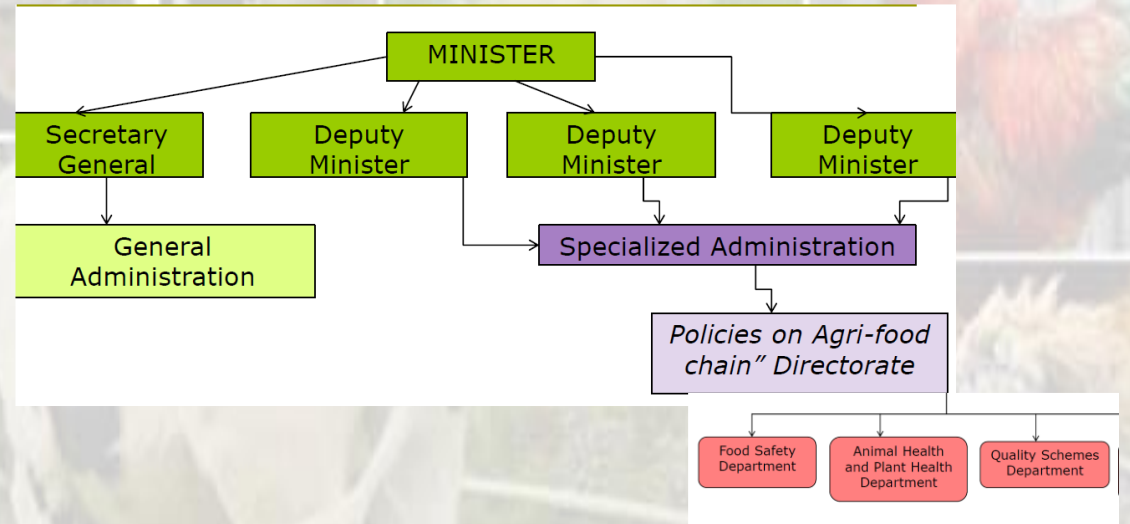 MINISTER
Secretary
General
Deputy
Minister
Deputy
Minister
Deputy
Minister
General
Administration
Specialized Administration
Policies on Agri-food
chain” Directorate
Food Safety
Department
Animal Health
and Plant Health
Department
Quality Schemes
Department